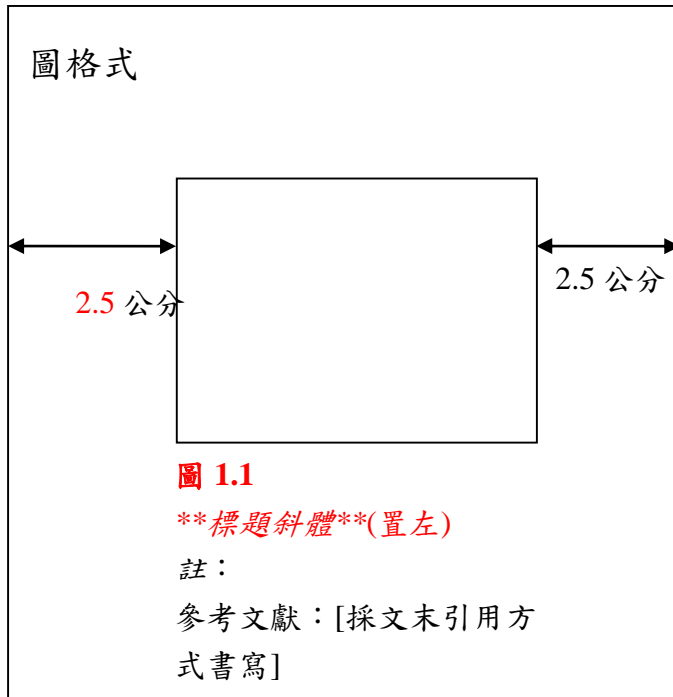 圖格式
2.5 公分
2.5 公分
圖 1.1
**標題斜體**(置左)
註：
參考文獻：[採文末引用方
式書寫]